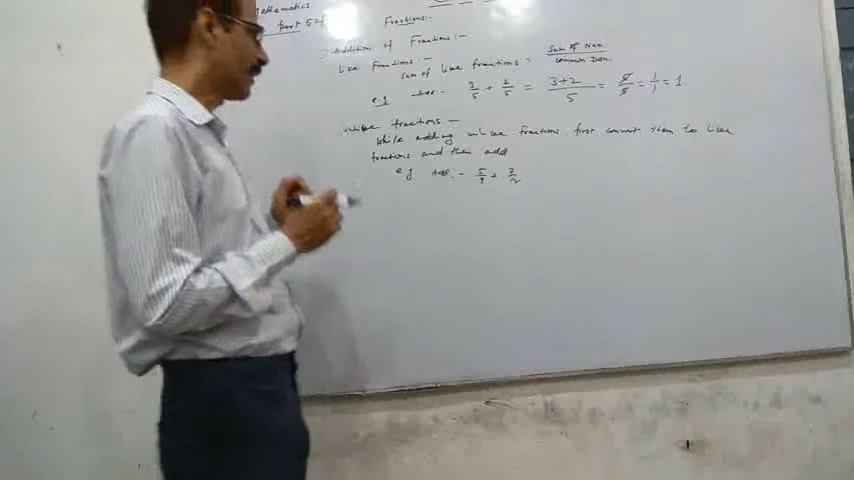 Mathematics
part 5
Fractions:-
Addition of Fractions:-
Like Fractions:-
Sum of like fractions = Sum of Num / Common Den.
e.g. 3/5 + 2/5 = 3+2/5 = 5/5 = 1/1 = 1
Unlike fractions -
While adding unlike fractions first convert them to like
fractions and then add
e.g Add:-